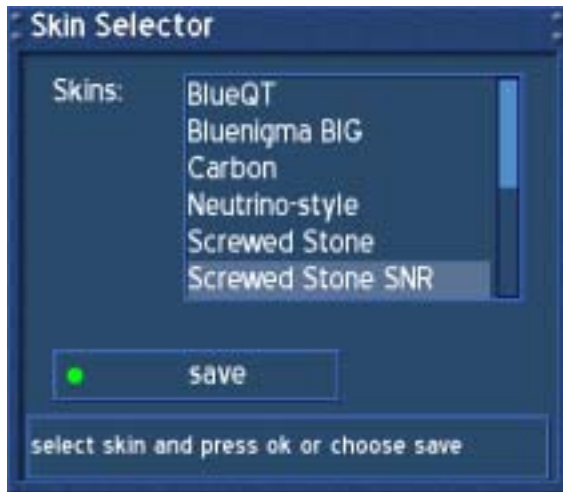 Skin Selector
Skins:
BlueQT
Bluenigma BIG
Carbon
Neutrino-style
Screwed Stone
Screwed Stone SNR
save
select skin and press ok or choose save